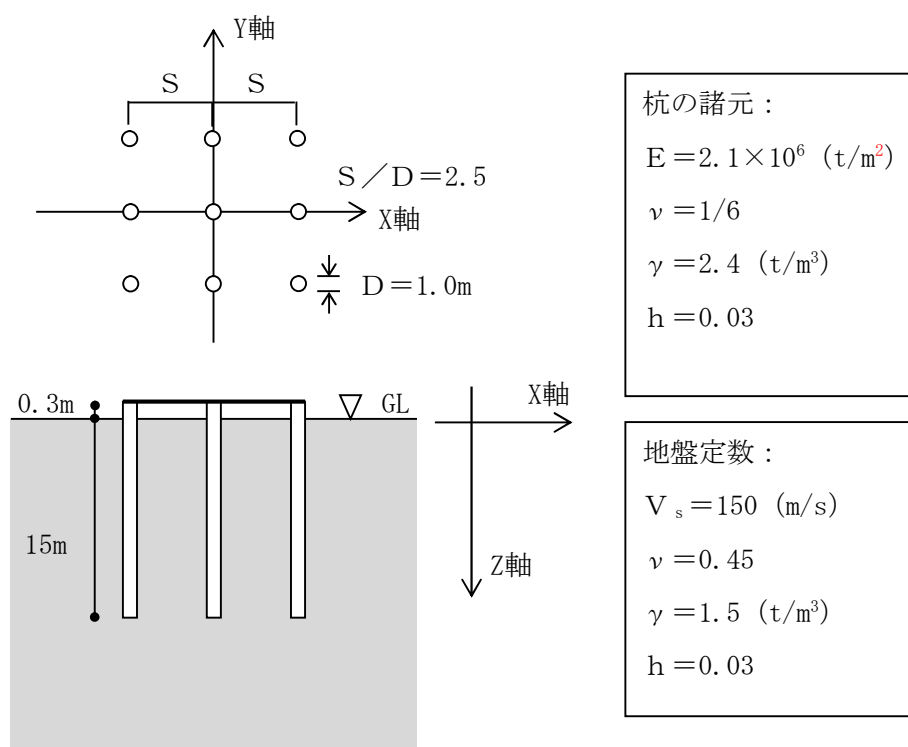 Y軸
S S
S/D=2.5
X軸
D=1.0m
杭の諸元:
E=2.1×10⁶ (t/m²)
ν=1/6
γ=2.4 (t/m³)
h=0.03
0.3m
GL
X軸
15m
Z軸
地盤定数:
Vₛ=150 (m/s)
ν=0.45
γ=1.5 (t/m³)
h=0.03